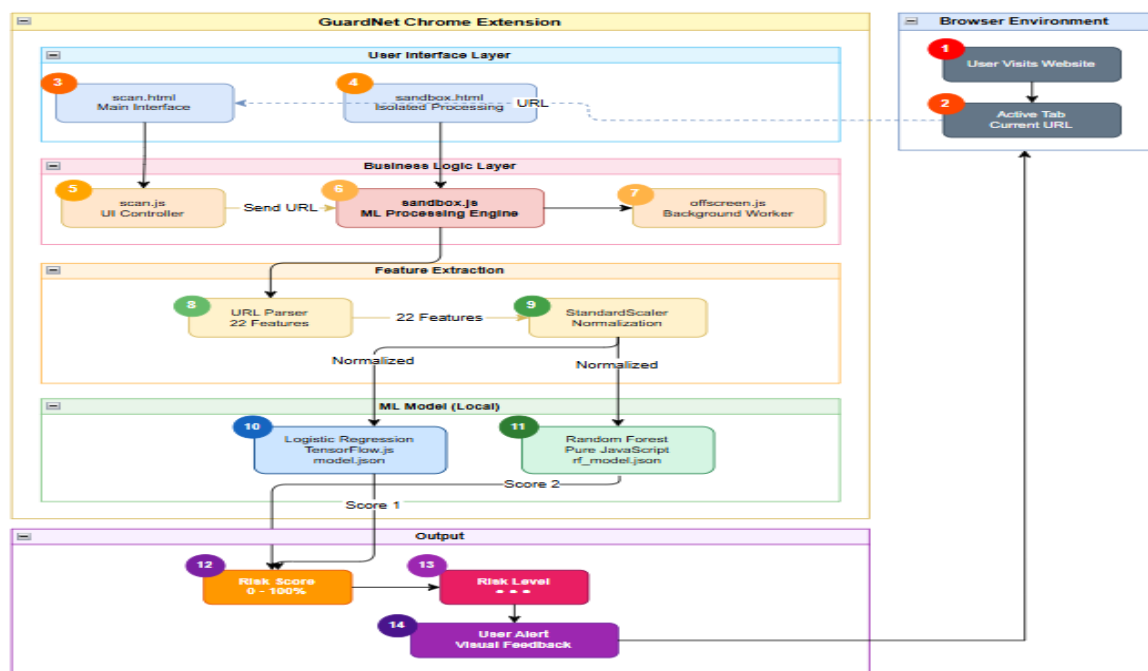 GuardNet Chrome Extension
Browser Environment
User Interface Layer
1
User Visits Website
3
scan.html
Main Interface
4
sandbox.html
Isolated Processing
URL
2
Active Tab
Current URL
Business Logic Layer
5
scan.js
UI Controller
Send URL
6
sandbox.js
ML Processing Engine
7
offscreen.js
Background Worker
Feature Extraction
8
URL Parser
22 Features
22 Features
9
StandardScaler
Normalization
Normalized
Normalized
ML Model (Local)
10
Logistic Regression
TensorFlow.js
model.json
11
Random Forest
Pure JavaScript
rf_model.json
Score 2
Score 1
Output
12
Risk Score
0 - 100%
13
Risk Level
● ● ●
14
User Alert
Visual Feedback